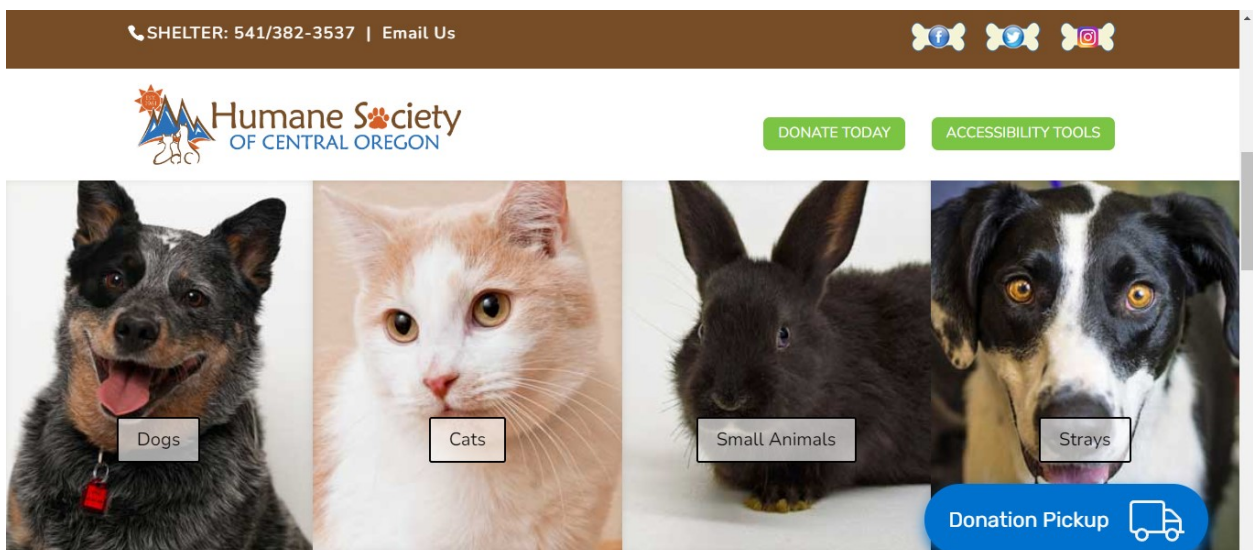 SHELTER: 541/382-3537 | Email Us
Humane Society
OF CENTRAL OREGON
DONATE TODAY
ACCESSIBILITY TOOLS
Dogs
Cats
Small Animals
Strays
Donation Pickup